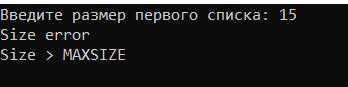 Введите размер первого списка: 15
Size error
Size > MAXSIZE